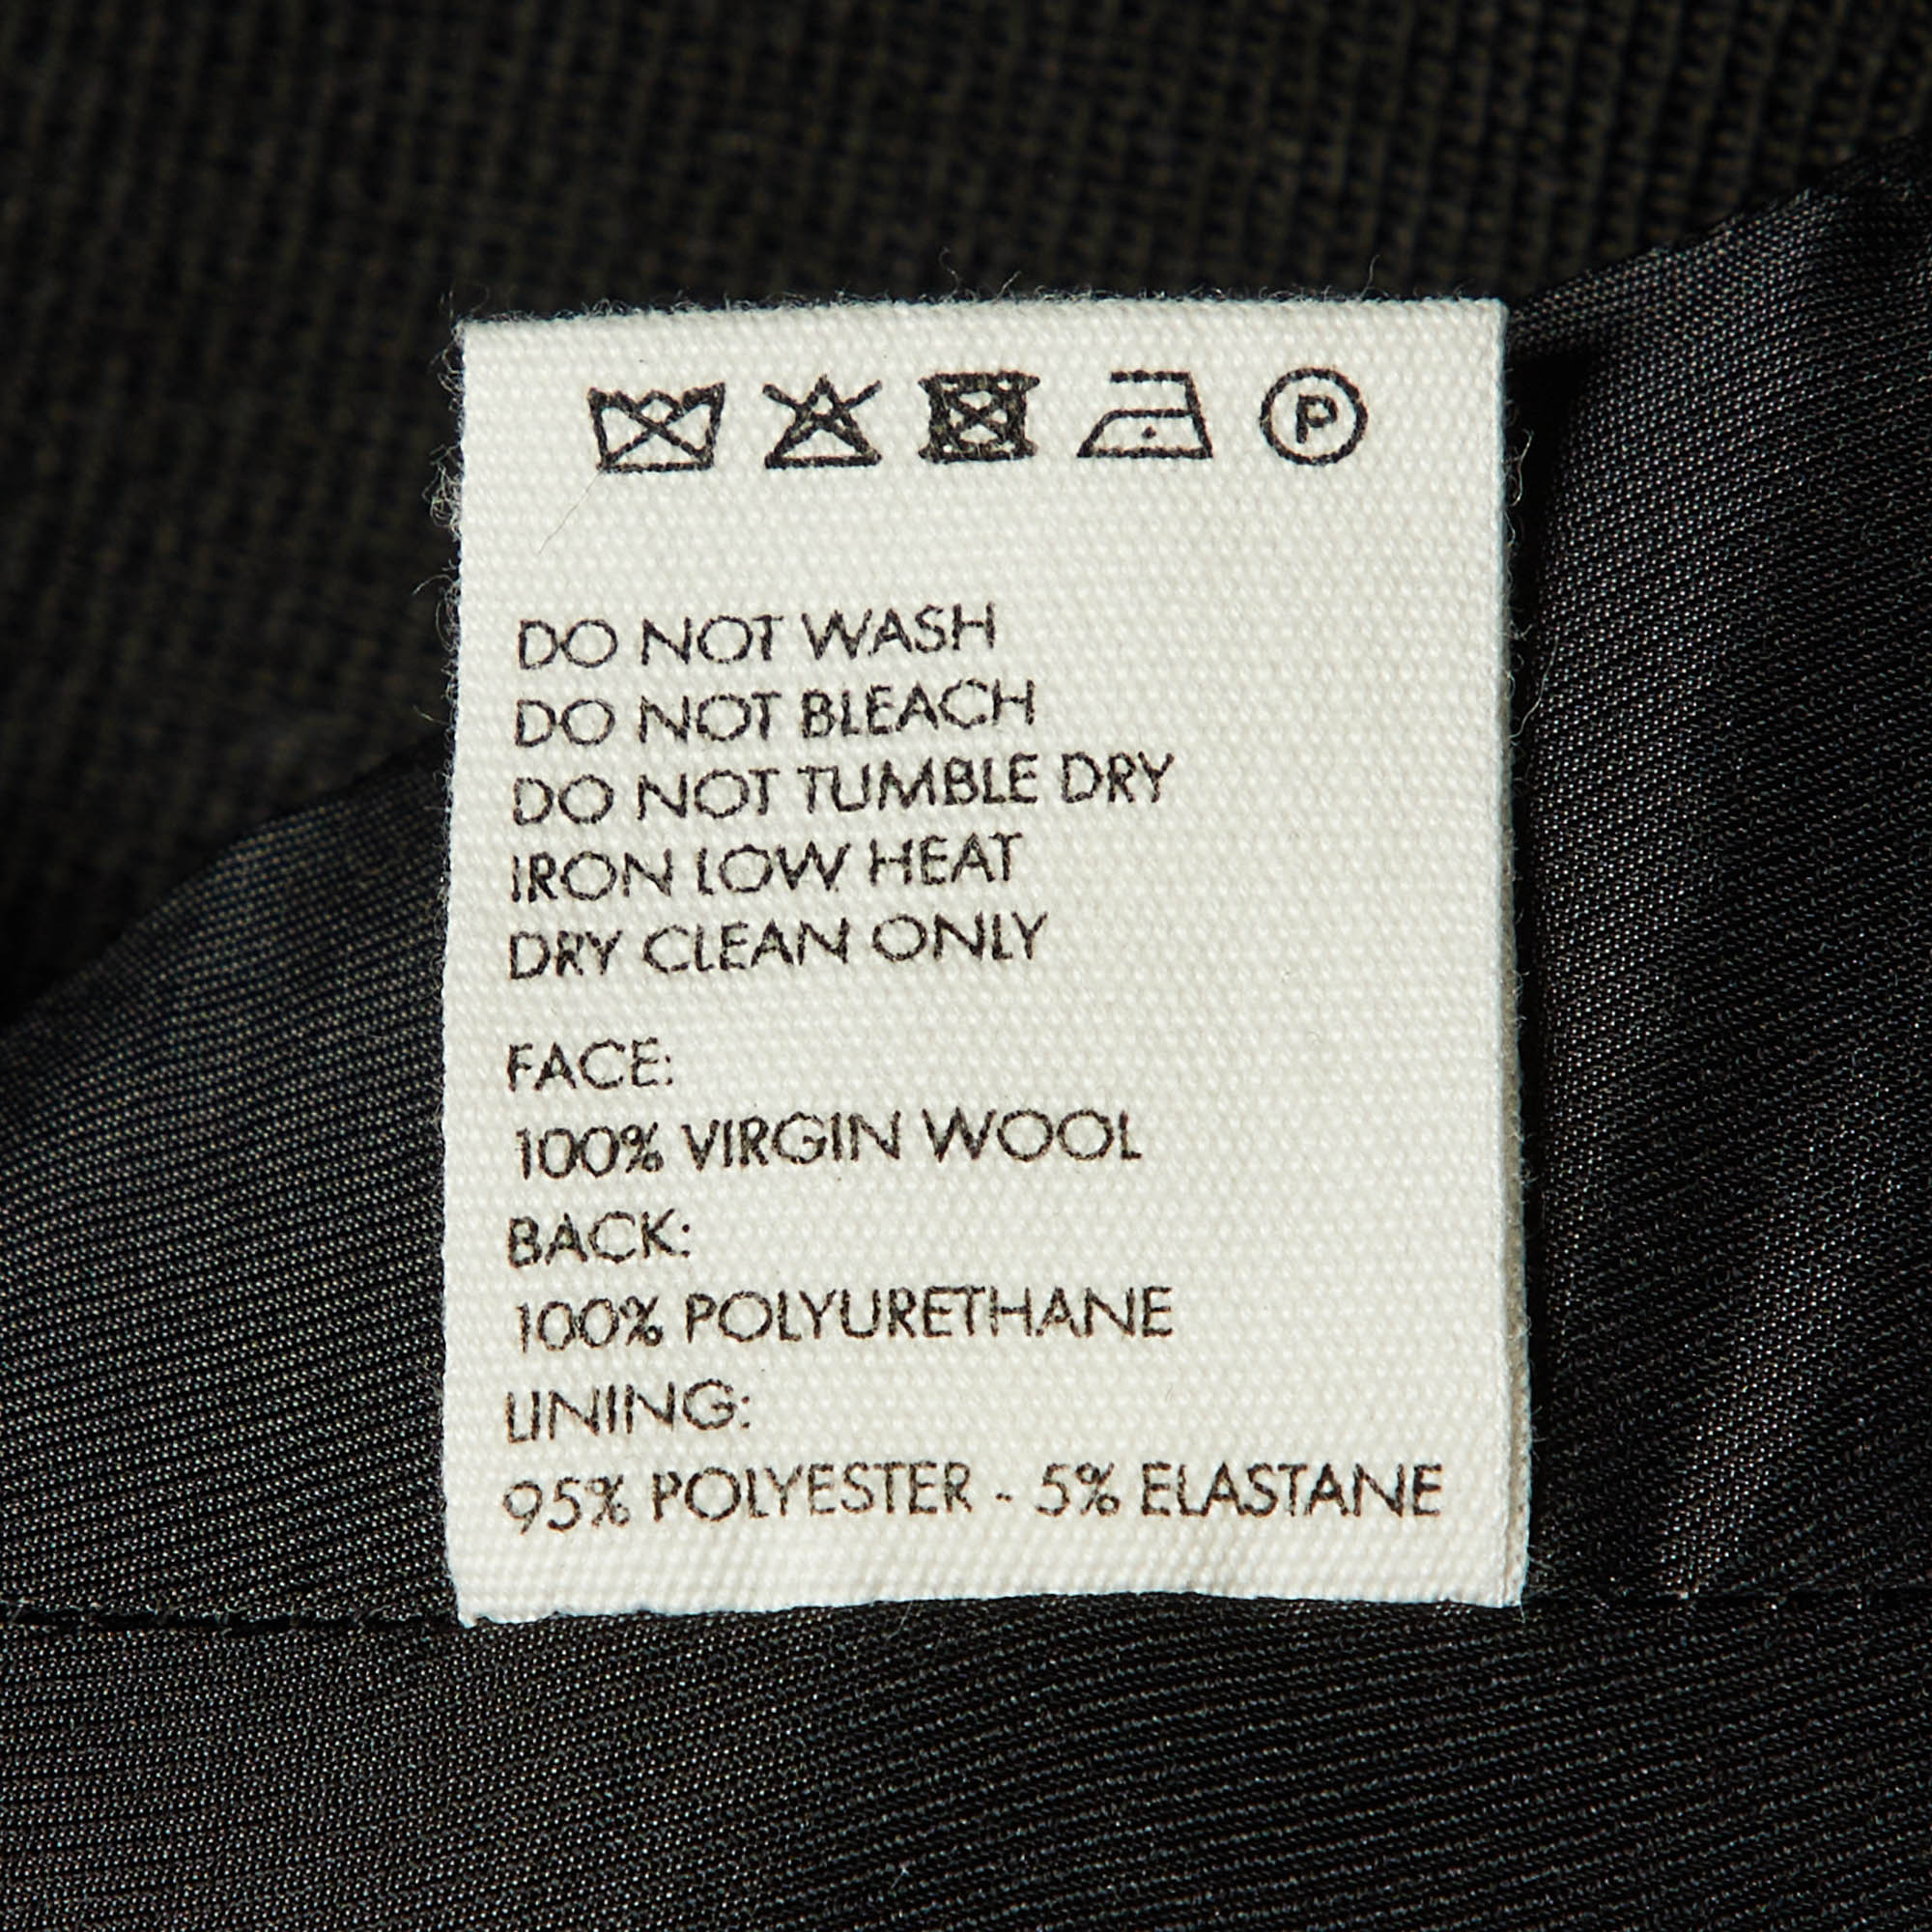 P
DO NOT WASH
DO NOT BLEACH
DO NOT TUMBLE DRY
IRON LOW HEAT
DRY CLEAN ONLY
FACE:
100% VIRGIN WOOL
BACK:
100% POLYURETHANE
LINING:
95% POLYESTER - 5% ELASTANE